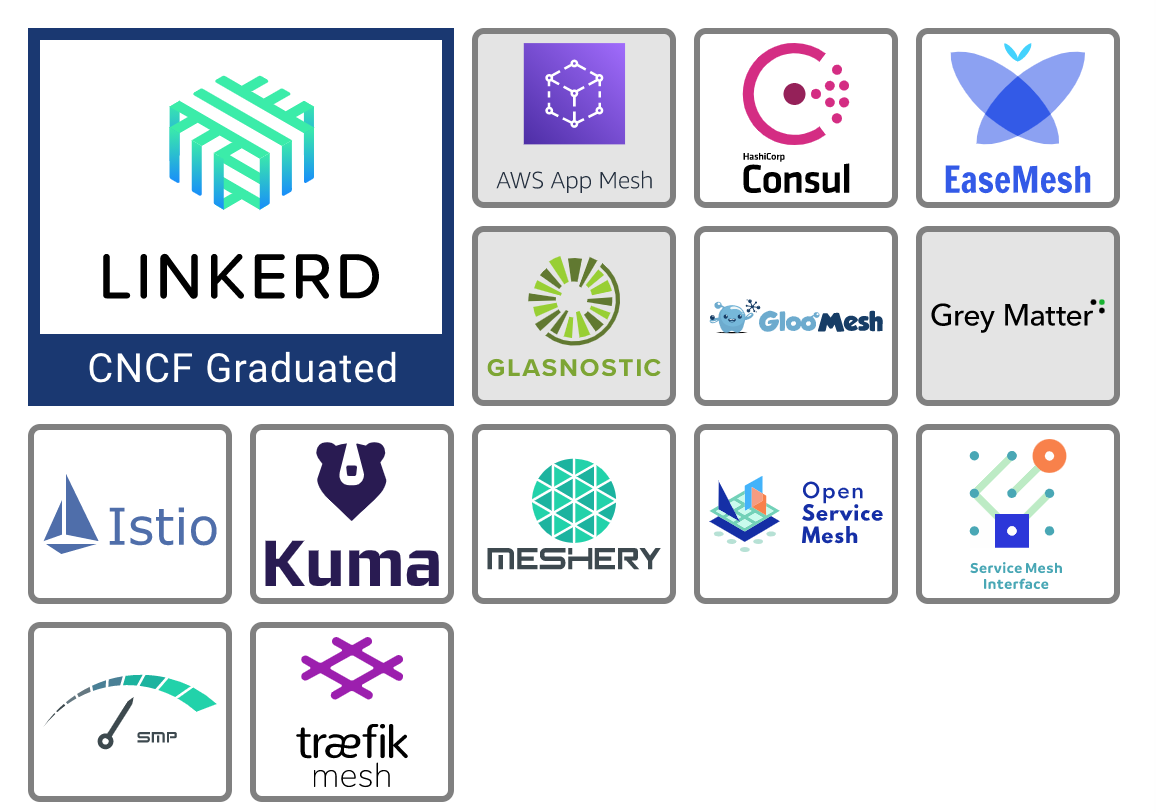 LINKERD
CNCF Graduated
AWS App Mesh
HashiCorp
Consul
EaseMesh
GLASNOSTIC
GlooMesh
Grey Matter
Istio
Kuma
MESHERY
Open
Service
Mesh
Service Mesh
Interface
SMP
træfik
mesh